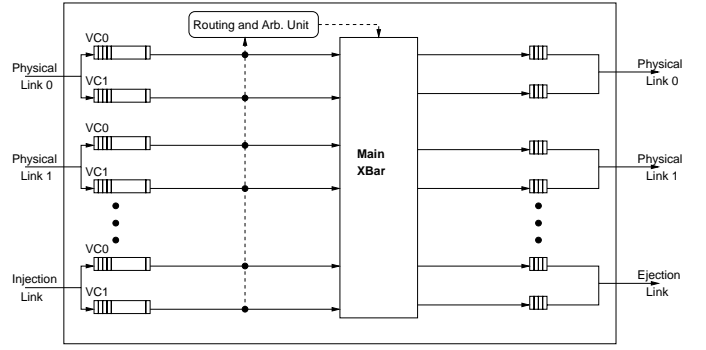 Routing and Arb. Unit
VC0
Physical
Link 0
VC1
Physical
Link 0
VC0
Physical
Link 1
VC1
Main
XBar
Physical
Link 1
VC0
Injection
Link
VC1
Ejection
Link